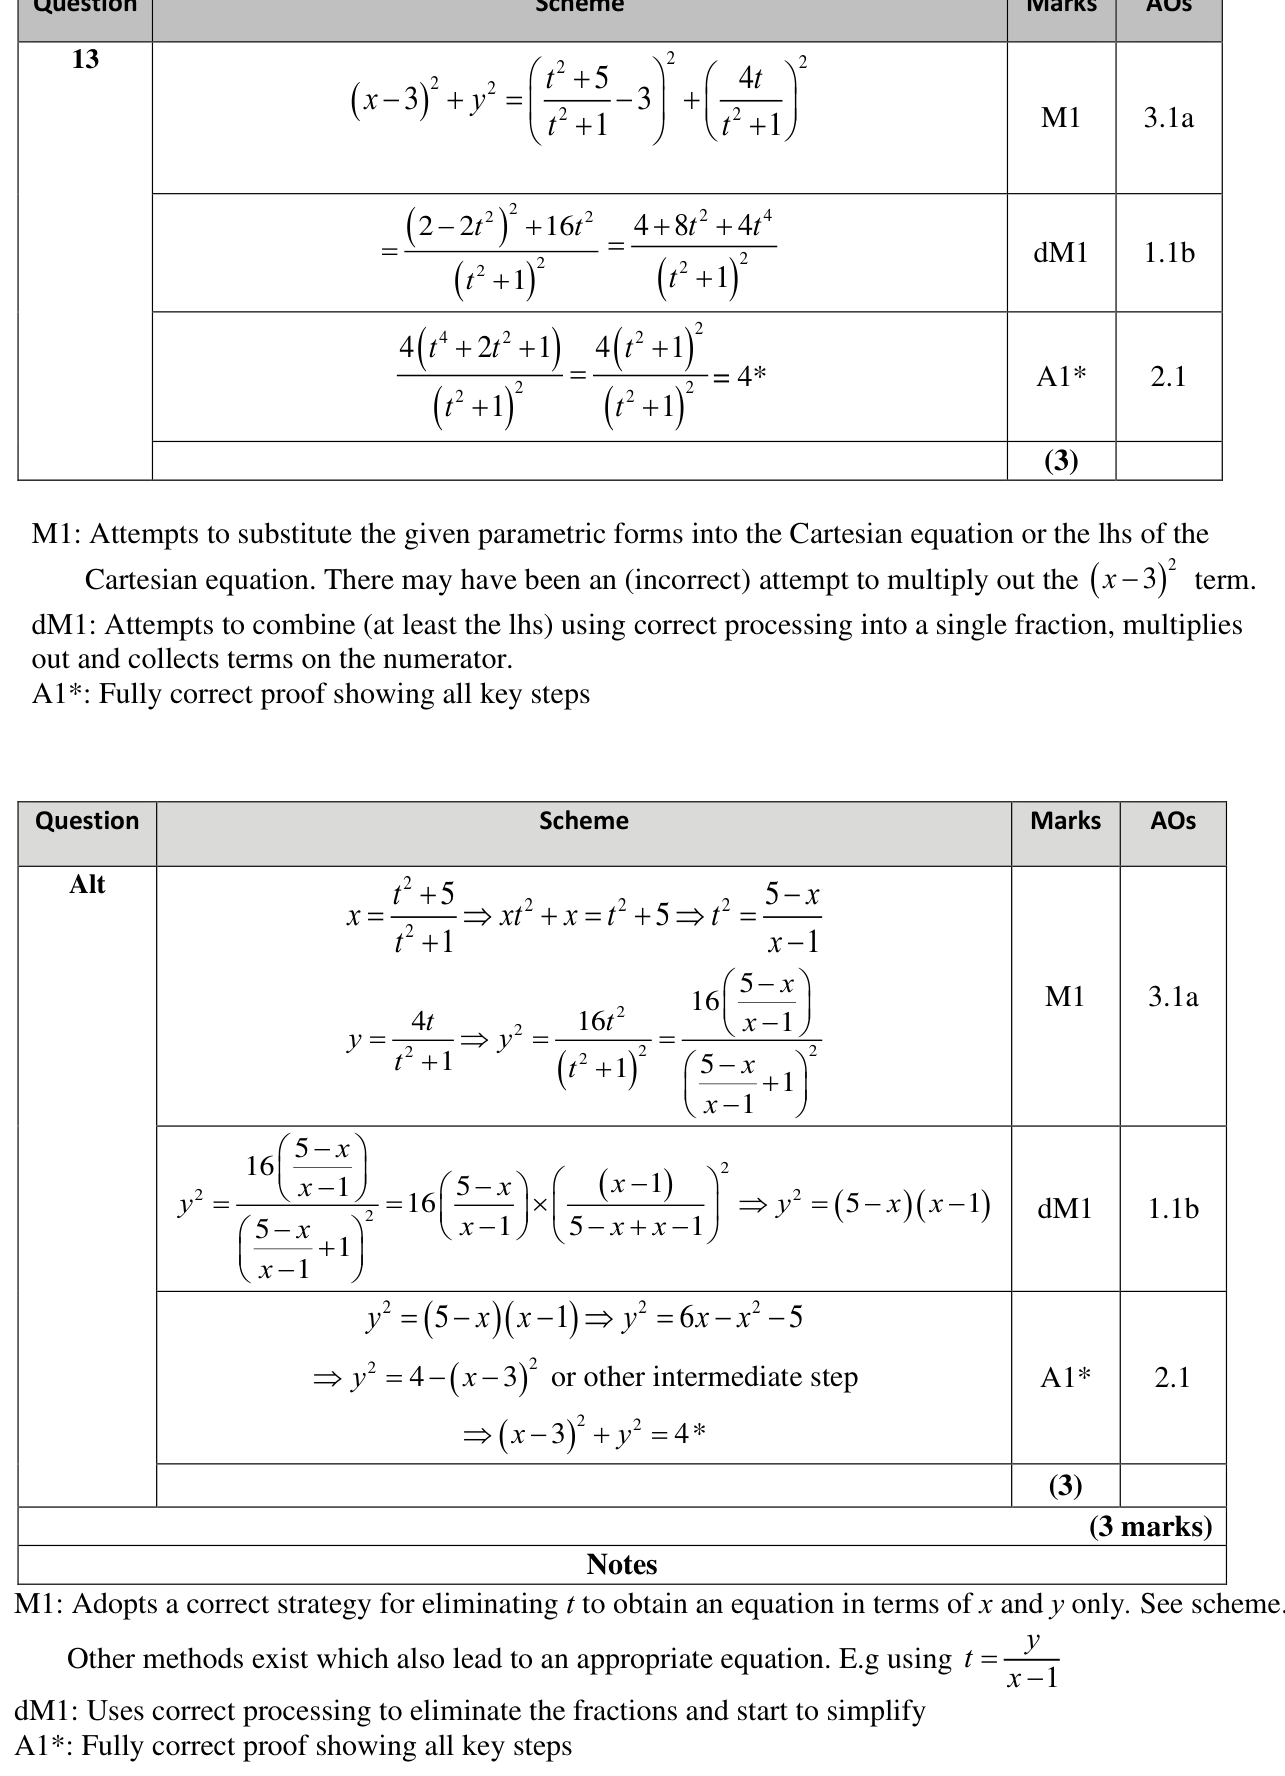 Question Scheme Marks AOs
13
(x−3)² + y² = ((t²+5)/(t²+1) − 3)² + (4t/(t²+1))² M1 3.1a
= ((2−2t²)² + 16t²)/(t²+1)² = (4+8t²+4t⁴)/(t²+1)² dM1 1.1b
4(t⁴+2t²+1)/(t²+1)² = 4(t²+1)²/(t²+1)² = 4* A1* 2.1
(3)
M1: Attempts to substitute the given parametric forms into the Cartesian equation or the lhs of the
Cartesian equation. There may have been an (incorrect) attempt to multiply out the (x−3)² term.
dM1: Attempts to combine (at least the lhs) using correct processing into a single fraction, multiplies
out and collects terms on the numerator.
A1*: Fully correct proof showing all key steps
Question Scheme Marks AOs
Alt
x = (t²+5)/(t²+1) ⇒ xt² + x = t² + 5 ⇒ t² = (5−x)/(x−1)
y = 4t/(t²+1) ⇒ y² = 16t²/(t²+1)² = 16((5−x)/(x−1))/((5−x)/(x−1)+1)² M1 3.1a
y² = 16((5−x)/(x−1))/((5−x)/(x−1)+1)² = 16((5−x)/(x−1))×((x−1)/(5−x+x−1))² ⇒ y² = (5−x)(x−1) dM1 1.1b
y² = (5−x)(x−1) ⇒ y² = 6x − x² − 5
⇒ y² = 4−(x−3)² or other intermediate step A1* 2.1
⇒ (x−3)² + y² = 4*
(3)
(3 marks)
Notes
M1: Adopts a correct strategy for eliminating t to obtain an equation in terms of x and y only. See scheme.
Other methods exist which also lead to an appropriate equation. E.g using t = y/(x−1)
dM1: Uses correct processing to eliminate the fractions and start to simplify
A1*: Fully correct proof showing all key steps